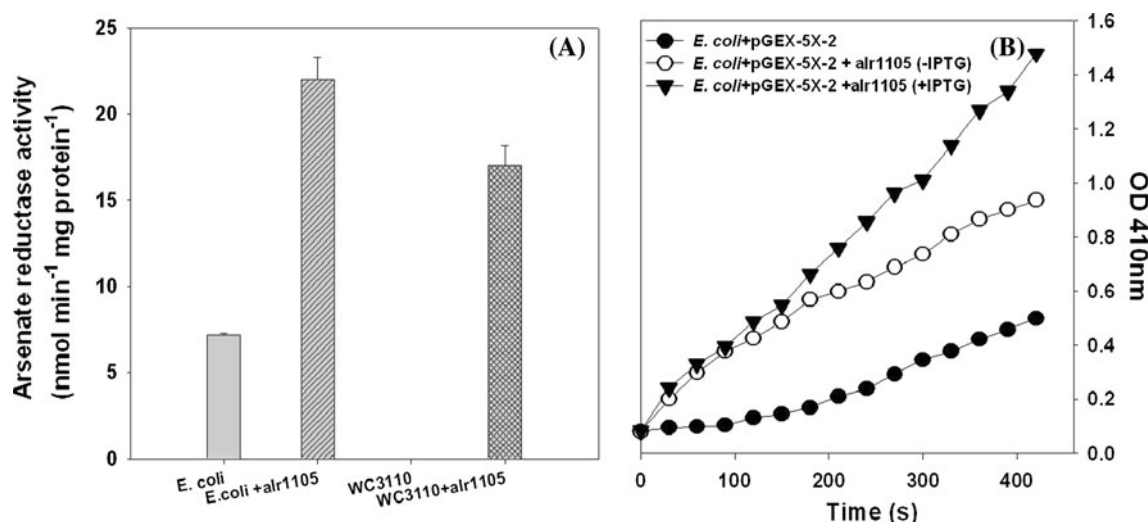 (A)
Arsenate reductase activity
(nmol min⁻¹ mg protein⁻¹)
25
20
15
10
5
0
E. coli
E.coli +alr1105
WC3110
WC3110+alr1105
(B)
E. coli+pGEX-5X-2
E. coli+pGEX-5X-2 + alr1105 (-IPTG)
E. coli+pGEX-5X-2 +alr1105 (+IPTG)
1.6
1.4
1.2
1.0
0.8
0.6
0.4
0.2
0.0
OD 410nm
0 100 200 300 400
Time (s)